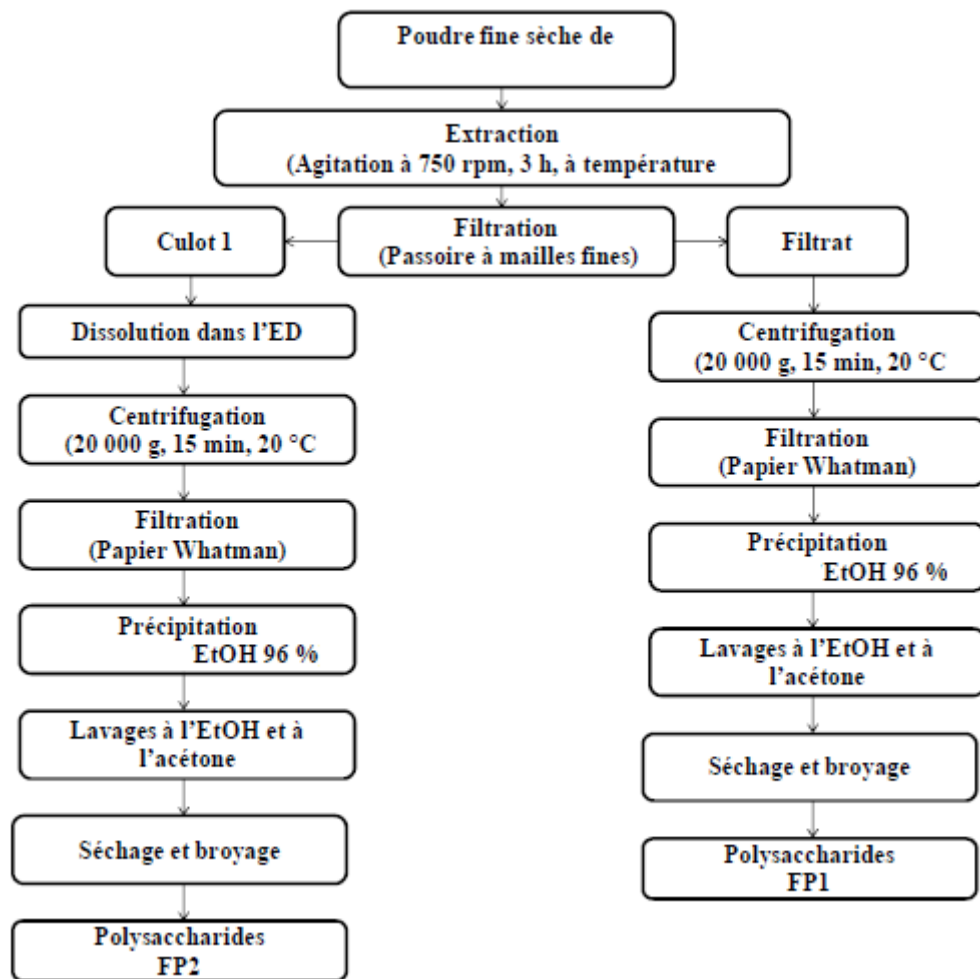 Poudre fine sèche de
Extraction
(Agitation à 750 rpm, 3 h, à température
Filtration
(Passoire à mailles fines)
Culot 1
Filtrat
Dissolution dans l'ED
Centrifugation
(20 000 g, 15 min, 20 °C
Filtration
(Papier Whatman)
Précipitation
EtOH 96 %
Lavages à l'EtOH et à
l'acétone
Séchage et broyage
Polysaccharides
FP2
Centrifugation
(20 000 g, 15 min, 20 °C
Filtration
(Papier Whatman)
Précipitation
EtOH 96 %
Lavages à l'EtOH et à
l'acétone
Séchage et broyage
Polysaccharides
FP1